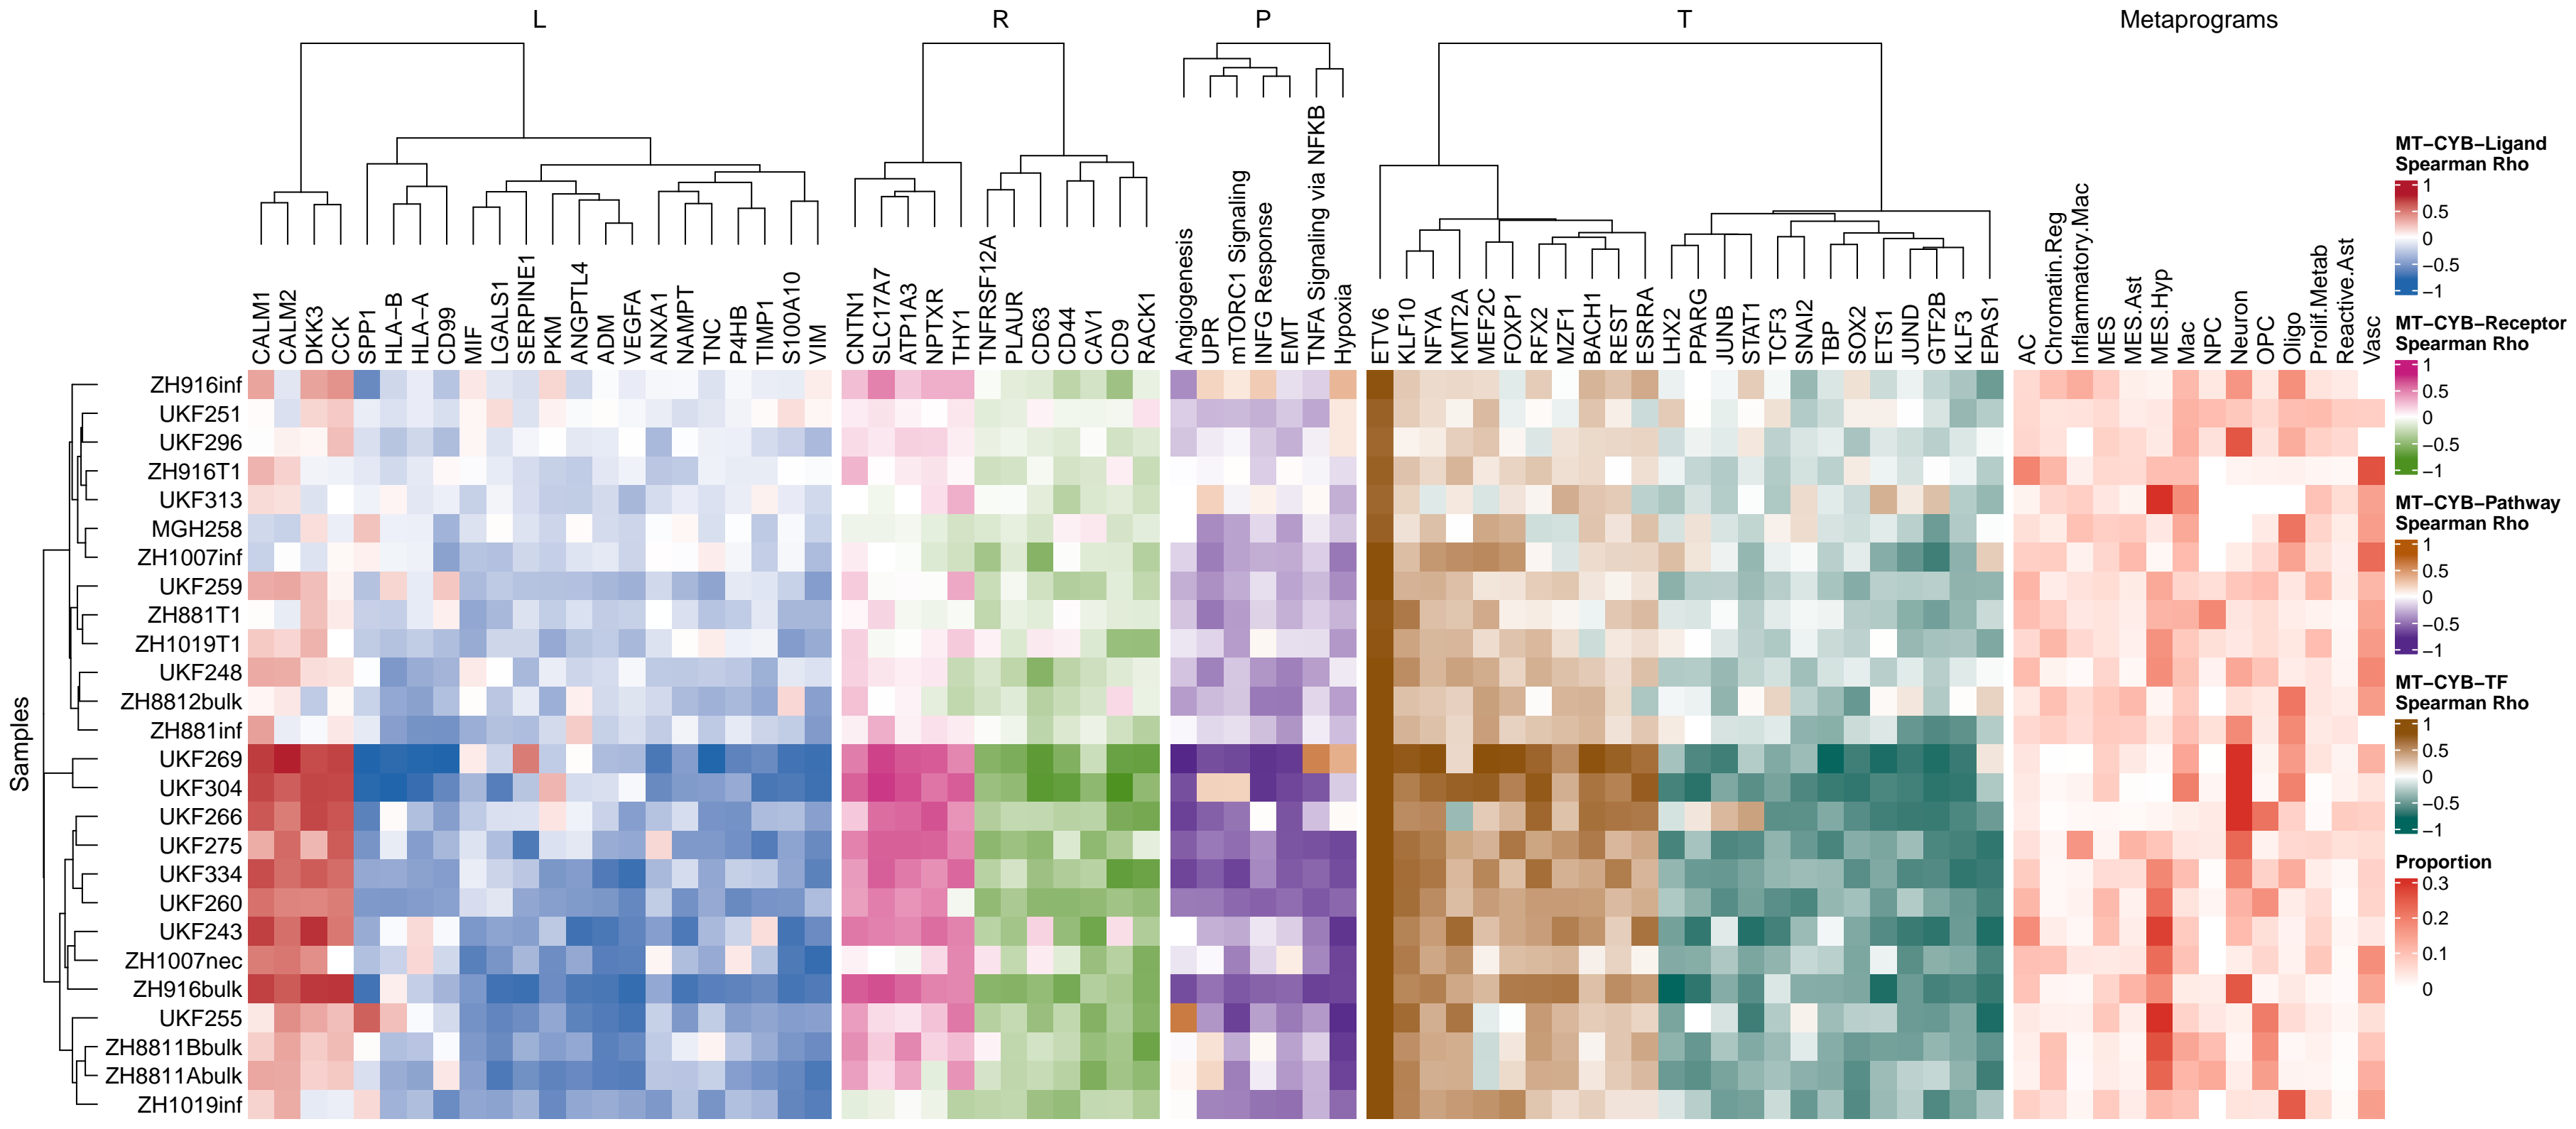 L
R
P
T
Metaprograms
CALM1
CALM2
DKK3
CCK
SPP1
HLA−B
HLA−A
CD99
MIF
LGALS1
SERPINE1
PKM
ANGPTL4
ADM
VEGFA
ANXA1
NAMPT
TNC
P4HB
TIMP1
S100A10
VIM
CNTN1
SLC17A7
ATP1A3
NPTXR
THY1
TNFRSF12A
PLAUR
CD63
CD44
CAV1
CD9
RACK1
Angiogenesis
UPR
mTORC1 Signaling
INFG Response
EMT
TNFA Signaling via NFKB
Hypoxia
ETV6
KLF10
NFYA
KMT2A
MEF2C
FOXP1
RFX2
MZF1
BACH1
REST
ESRRA
LHX2
PPARG
JUNB
STAT1
TCF3
SNAI2
TBP
SOX2
ETS1
JUND
GTF2B
KLF3
EPAS1
AC
Chromatin.Reg
Inflammatory.Mac
MES
MES.Ast
MES.Hyp
Mac
NPC
Neuron
OPC
Oligo
Prolif.Metab
Reactive.Ast
Vasc
Samples
ZH916inf
UKF251
UKF296
ZH916T1
UKF313
MGH258
ZH1007inf
UKF259
ZH881T1
ZH1019T1
UKF248
ZH8812bulk
ZH881inf
UKF269
UKF304
UKF266
UKF275
UKF334
UKF260
UKF243
ZH1007nec
ZH916bulk
UKF255
ZH8811Bbulk
ZH8811Abulk
ZH1019inf
MT−CYB−Ligand
Spearman Rho
1
0.5
0
−0.5
−1
MT−CYB−Receptor
Spearman Rho
1
0.5
0
−0.5
−1
MT−CYB−Pathway
Spearman Rho
1
0.5
0
−0.5
−1
MT−CYB−TF
Spearman Rho
1
0.5
0
−0.5
−1
Proportion
0.3
0.2
0.1
0